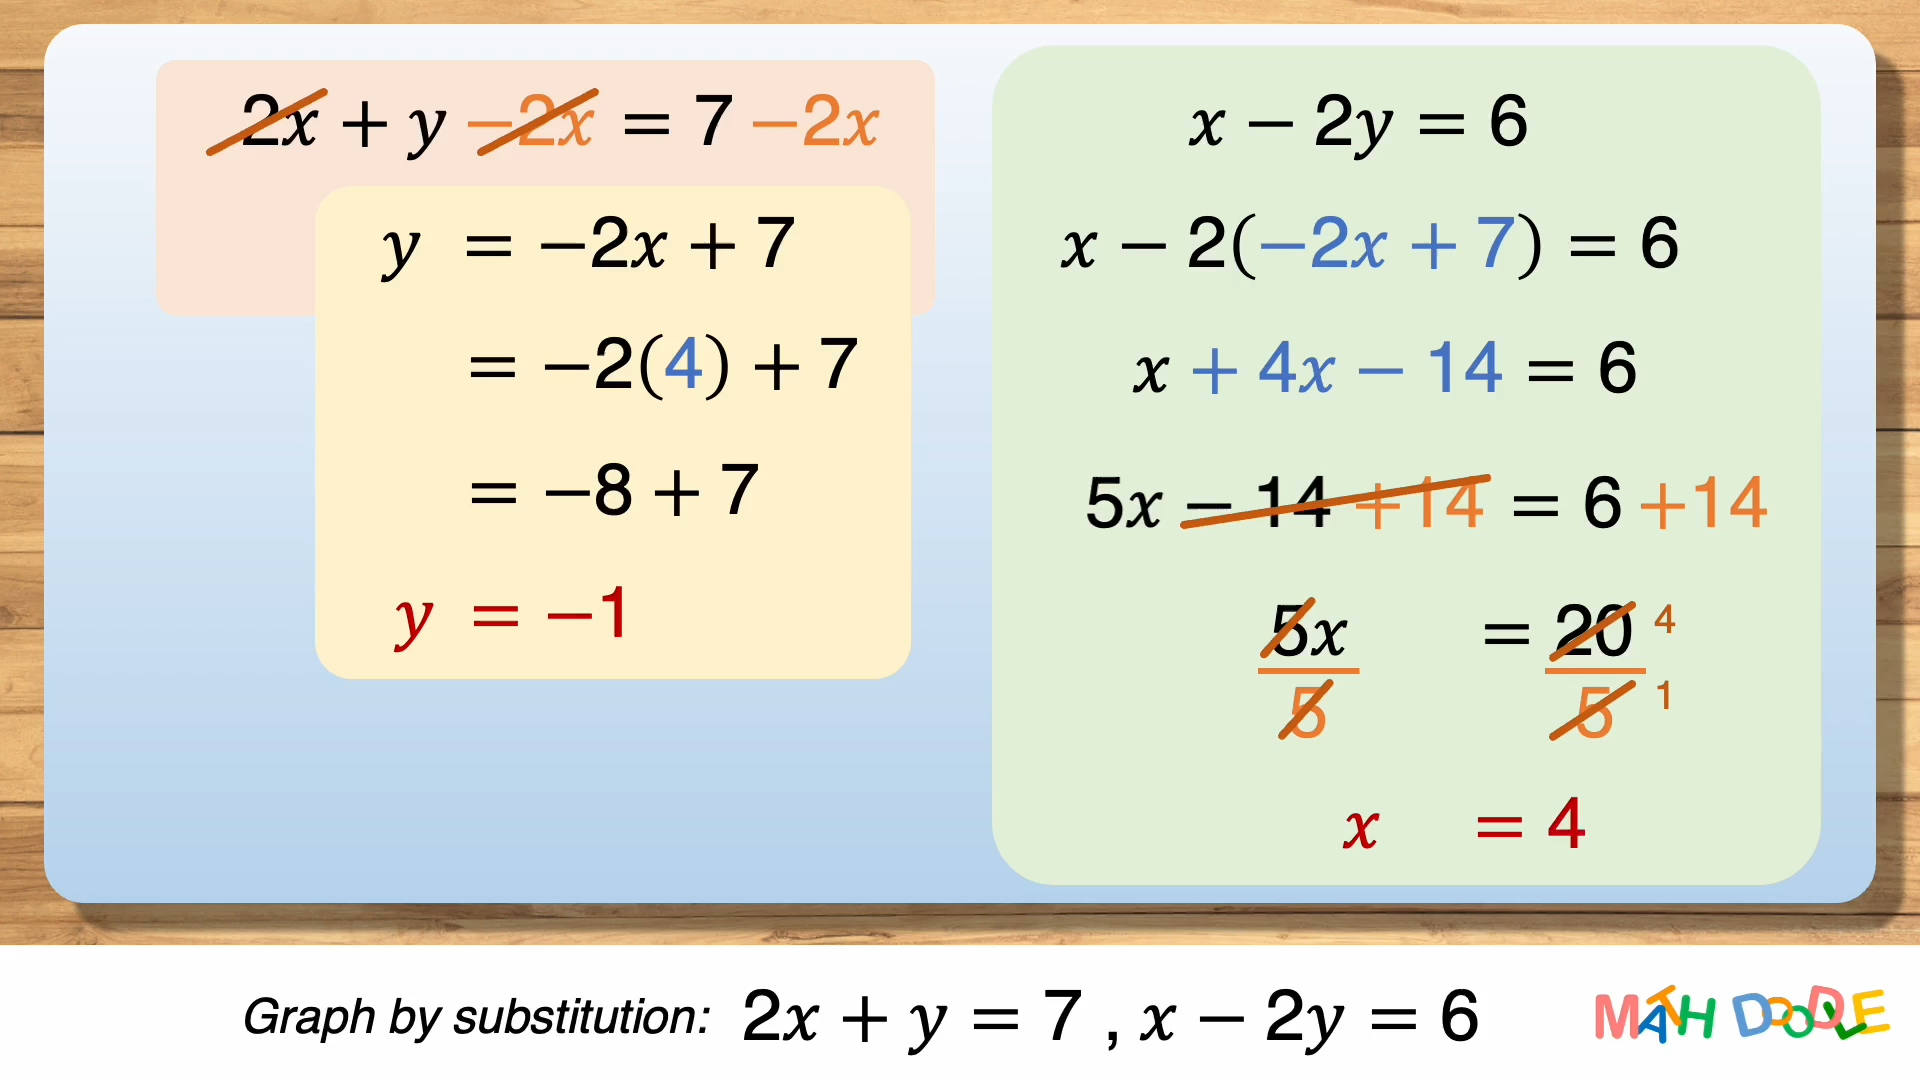 2x + y −2x = 7 −2x
y = −2x + 7
= −2(4) + 7
= −8 + 7
y = −1
x − 2y = 6
x − 2(−2x + 7) = 6
x + 4x − 14 = 6
5x − 14 +14 = 6 +14
5x = 20 4
5 5 1
x = 4
Graph by substitution: 2x + y = 7 , x − 2y = 6
MATH DOODLE